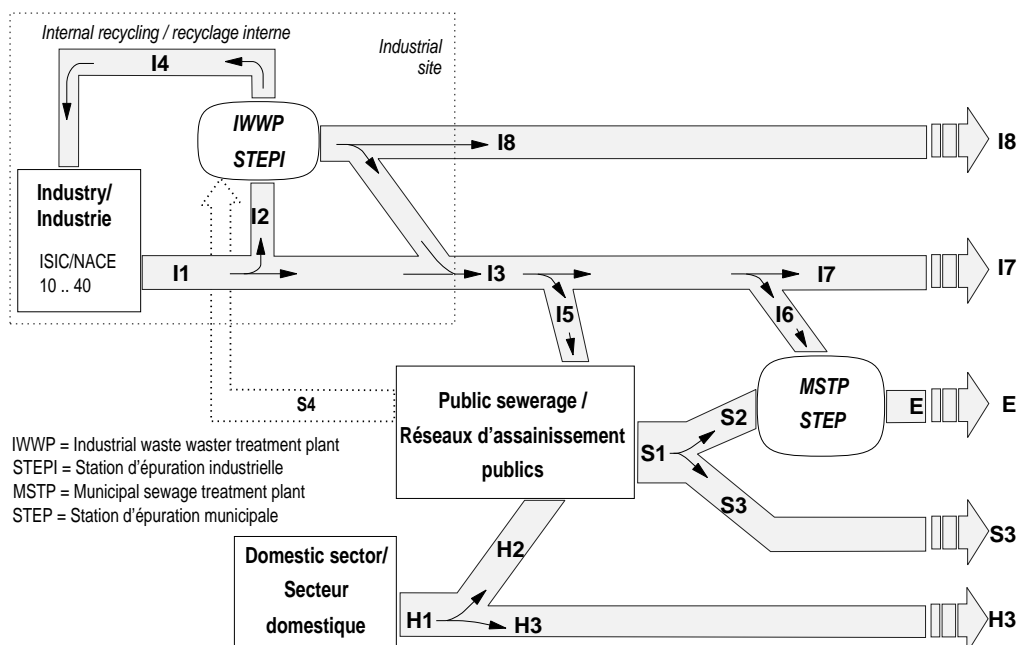 Internal recycling / recyclage interne
Industrial
site
I4
IWWP
STEPI
I8
I8
Industry/
Industrie
ISIC/NACE
10 .. 40
I2
I1
I3
I7
I7
I5
I6
S4
Public sewerage /
Réseaux d'assainissement
publics
MSTP
STEP
E
E
S1
S2
S3
S3
IWWP = Industrial waste waster treatment plant
STEPI = Station d'épuration industrielle
MSTP = Municipal sewage treatment plant
STEP = Station d'épuration municipale
Domestic sector/
Secteur
domestique
H2
H1
H3
H3